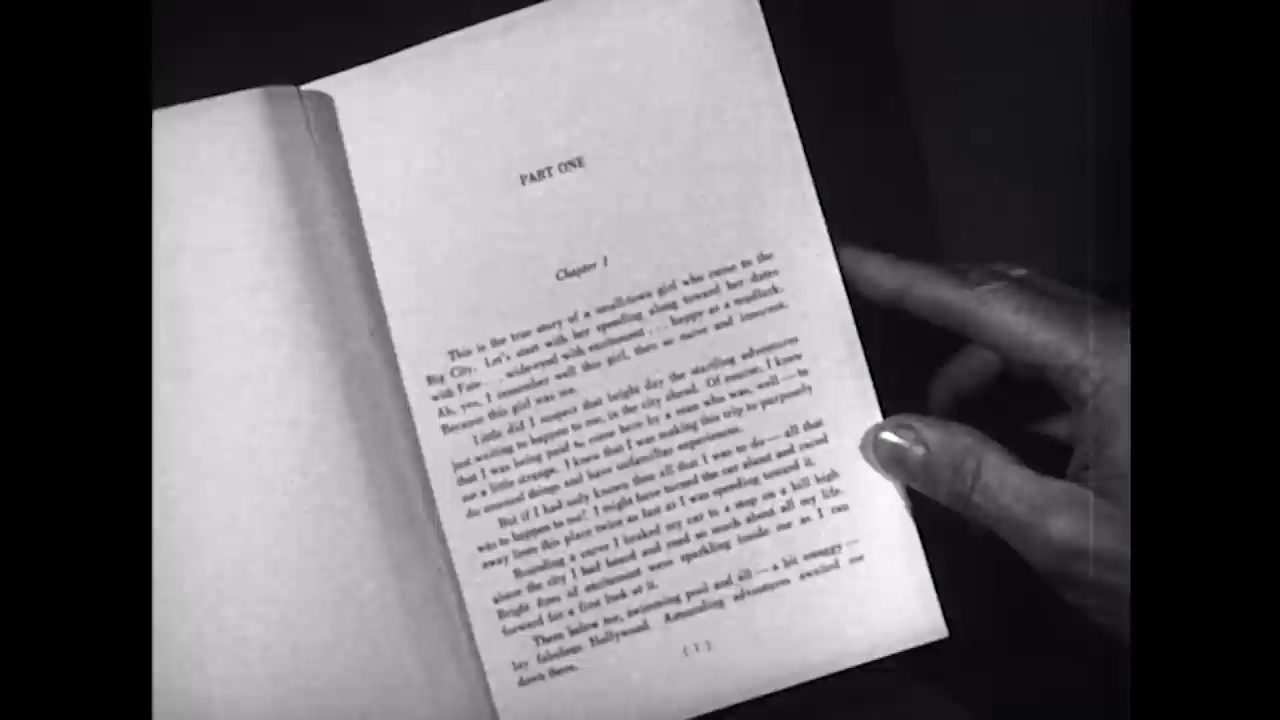 PART ONE
Chapter 1
This is the true story of a small-town girl who came to the
Big City. Let's start with her speeding along toward her dates
with Fate . . . wide-eyed with excitement . . . happy as a mudlark.
Ah, yes, I remember well this girl, then so naive and innocent.
Because this girl was me.
Little did I suspect that bright day the startling adventures
just waiting to happen to me, in the city ahead. Of course, I knew
that I was being paid to come here by a man who was, well—to
me a little strange. I knew that I was making this trip to purposely
do unusual things and have unfamiliar experiences.
But if I had only known then all that I was to do—all that
was to happen to me! I might have turned the car around and raced
away from this place twice as fast as I was speeding toward it.
Rounding a curve I braked my car to a stop on a hill high
above the city I had heard and read so much about all my life.
Bright fires of excitement were sparkling inside me as I ran
forward for a first look at it.
There below me, swimming pool and all—a bit smoggy—
lay fabulous Hollywood. Astounding adventures awaited me
down there.
( 1 )